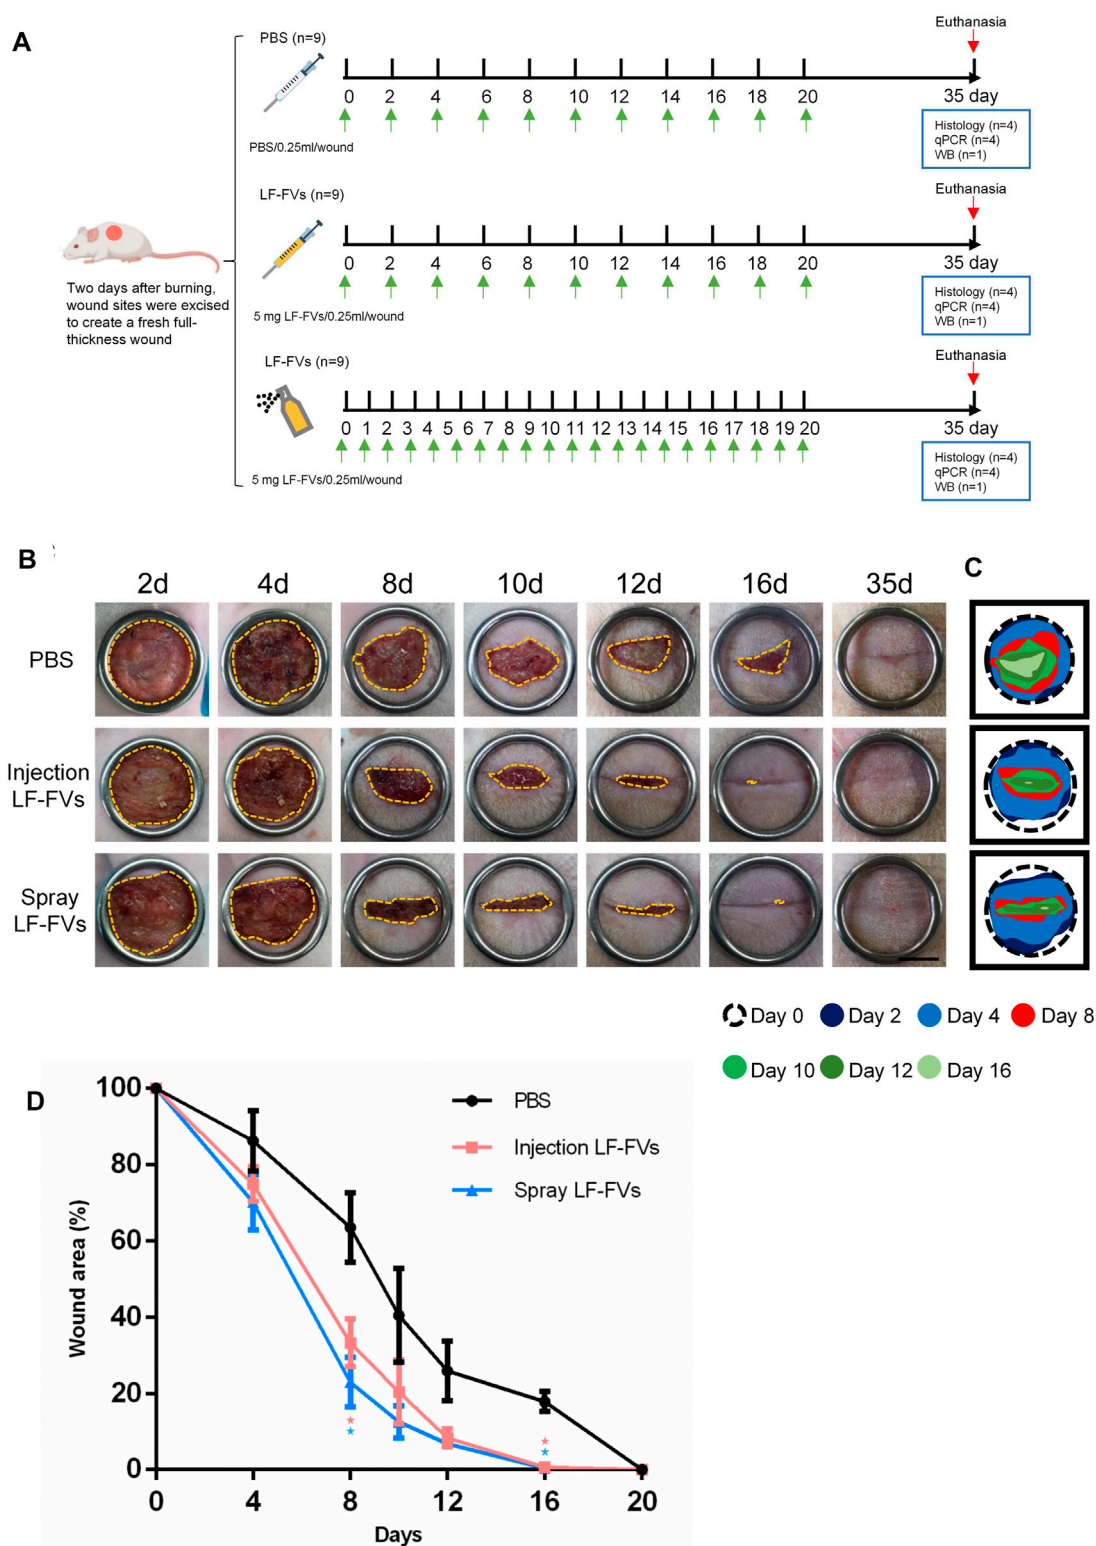 A
PBS (n=9)
Euthanasia
0 2 4 6 8 10 12 14 16 18 20 35 day
PBS/0.25ml/wound
Histology (n=4)
qPCR (n=4)
WB (n=1)
LF-FVs (n=9)
Euthanasia
0 2 4 6 8 10 12 14 16 18 20 35 day
5 mg LF-FVs/0.25ml/wound
Histology (n=4)
qPCR (n=4)
WB (n=1)
Two days after burning,
wound sites were excised
to create a fresh full-
thickness wound
LF-FVs (n=9)
Euthanasia
0 1 2 3 4 5 6 7 8 9 10 11 12 13 14 15 16 17 18 19 20 35 day
5 mg LF-FVs/0.25ml/wound
Histology (n=4)
qPCR (n=4)
WB (n=1)
B
2d 4d 8d 10d 12d 16d 35d
C
PBS
Injection
LF-FVs
Spray
LF-FVs
Day 0 Day 2 Day 4 Day 8
Day 10 Day 12 Day 16
D
PBS
Injection LF-FVs
Spray LF-FVs
Wound area (%)
100
80
60
40
20
0
0 4 8 12 16 20
Days